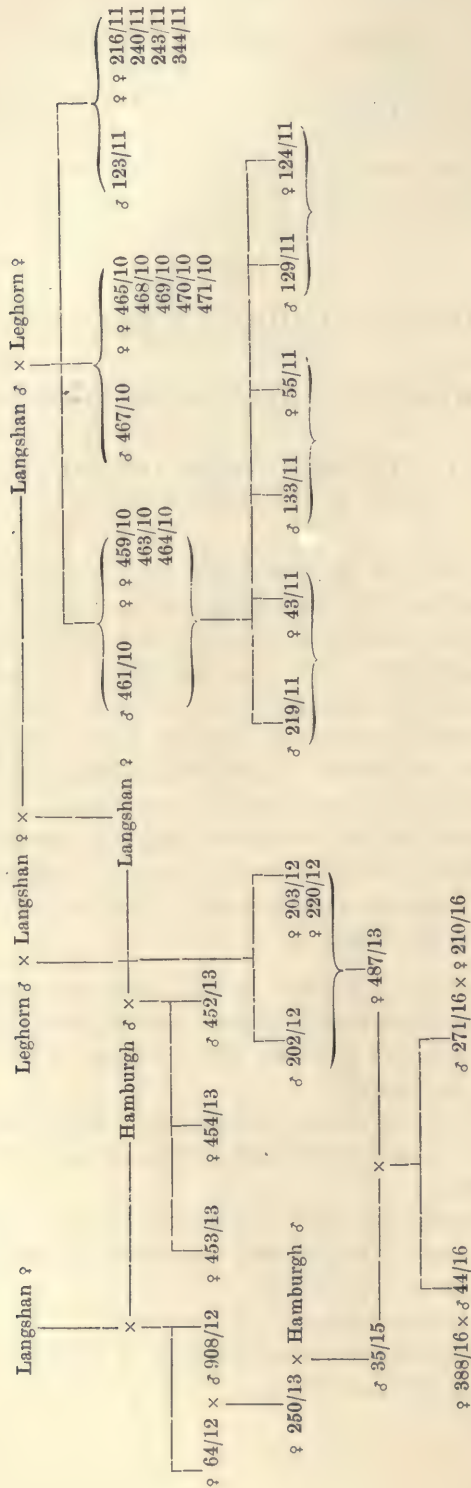 Langshan ♀
Leghorn ♂ × Langshan ♀ ×
Langshan ♂ × Leghorn ♀
×
Hamburgh ♂ ×
Langshan ♀
♂ 461/10 ♀ ♀ 459/10
463/10
464/10
♂ 467/10 ♀ ♀ 465/10
468/10
469/10
470/10
471/10
♂ 123/11 ♀ ♀ 216/11
240/11
243/11
344/11
♀ 64/12 × ♂ 908/12
♀ 453/13 ♀ 454/13 ♂ 452/13
♂ 202/12 ♀ 203/12
♀ 220/12
♂ 219/11 ♀ 43/11 ♂ 133/11 ♀ 55/11 ♂ 129/11 ♀ 124/11
♀ 250/13 × Hamburgh ♂
♂ 35/15 × ♀ 487/13
♀ 388/16 × ♂ 44/16 ♂ 271/16 × ♀ 210/16